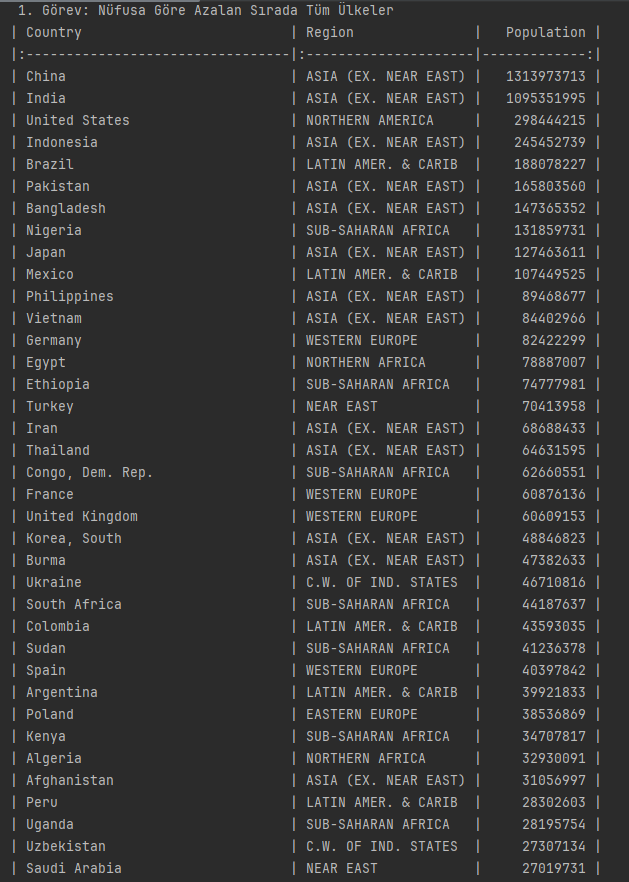 1. Görev: Nüfusa Göre Azalan Sırada Tüm Ülkeler
| Country | Region | Population |
|:---------------------------------|:---------------------|-------------:|
| China | ASIA (EX. NEAR EAST) | 1313973713 |
| India | ASIA (EX. NEAR EAST) | 1095351995 |
| United States | NORTHERN AMERICA | 298444215 |
| Indonesia | ASIA (EX. NEAR EAST) | 245452739 |
| Brazil | LATIN AMER. & CARIB | 188078227 |
| Pakistan | ASIA (EX. NEAR EAST) | 165803560 |
| Bangladesh | ASIA (EX. NEAR EAST) | 147365352 |
| Nigeria | SUB-SAHARAN AFRICA | 131859731 |
| Japan | ASIA (EX. NEAR EAST) | 127463611 |
| Mexico | LATIN AMER. & CARIB | 107449525 |
| Philippines | ASIA (EX. NEAR EAST) | 89468677 |
| Vietnam | ASIA (EX. NEAR EAST) | 84402966 |
| Germany | WESTERN EUROPE | 82422299 |
| Egypt | NORTHERN AFRICA | 78887007 |
| Ethiopia | SUB-SAHARAN AFRICA | 74777981 |
| Turkey | NEAR EAST | 70413958 |
| Iran | ASIA (EX. NEAR EAST) | 68688433 |
| Thailand | ASIA (EX. NEAR EAST) | 64631595 |
| Congo, Dem. Rep. | SUB-SAHARAN AFRICA | 62660551 |
| France | WESTERN EUROPE | 60876136 |
| United Kingdom | WESTERN EUROPE | 60609153 |
| Korea, South | ASIA (EX. NEAR EAST) | 48846823 |
| Burma | ASIA (EX. NEAR EAST) | 47382633 |
| Ukraine | C.W. OF IND. STATES | 46710816 |
| South Africa | SUB-SAHARAN AFRICA | 44187637 |
| Colombia | LATIN AMER. & CARIB | 43593035 |
| Sudan | SUB-SAHARAN AFRICA | 41236378 |
| Spain | WESTERN EUROPE | 40397842 |
| Argentina | LATIN AMER. & CARIB | 39921833 |
| Poland | EASTERN EUROPE | 38536869 |
| Kenya | SUB-SAHARAN AFRICA | 34707817 |
| Algeria | NORTHERN AFRICA | 32930091 |
| Afghanistan | ASIA (EX. NEAR EAST) | 31056997 |
| Peru | LATIN AMER. & CARIB | 28302603 |
| Uganda | SUB-SAHARAN AFRICA | 28195754 |
| Uzbekistan | C.W. OF IND. STATES | 27307134 |
| Saudi Arabia | NEAR EAST | 27019731 |